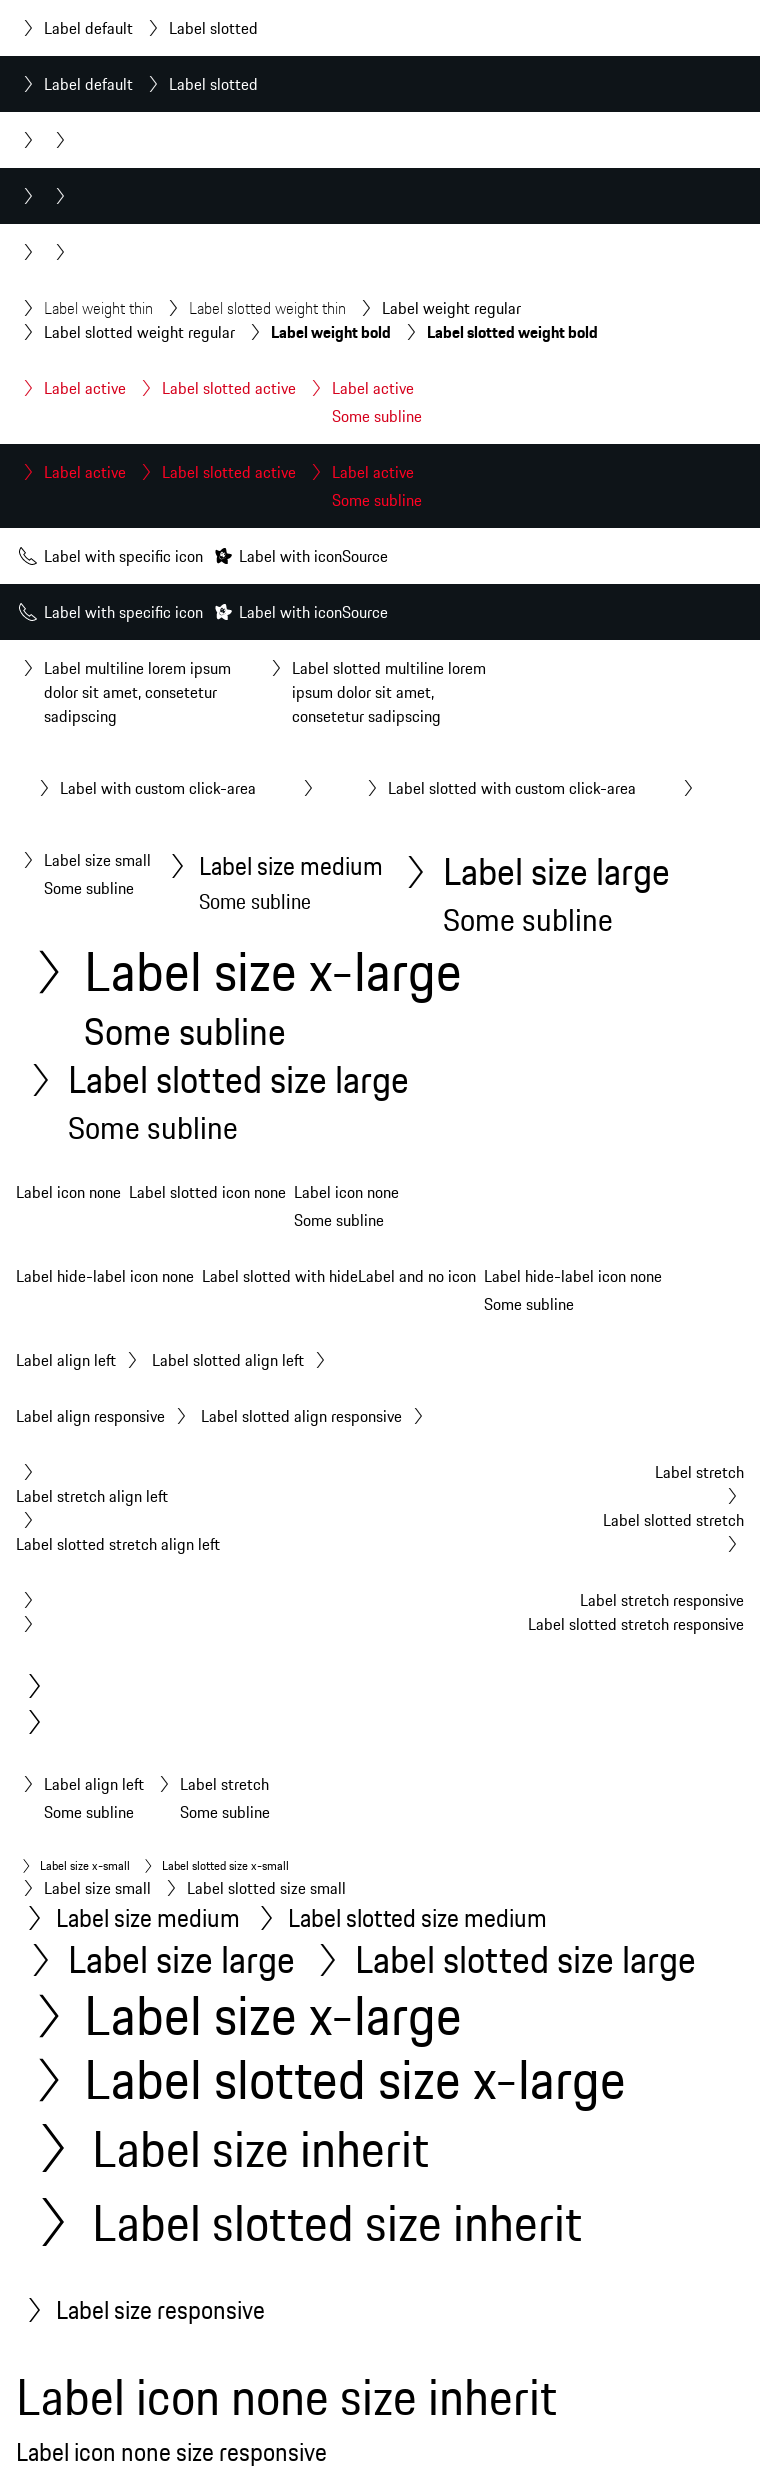 Label default Label slotted
Label default Label slotted
Label weight thin Label slotted weight thin Label weight regular
Label slotted weight regular Label weight bold Label slotted weight bold
Label active Label slotted active Label active
Some subline
Label active Label slotted active Label active
Some subline
Label with specific icon Label with iconSource
Label with specific icon Label with iconSource
Label multiline lorem ipsum Label slotted multiline lorem
dolor sit amet, consetetur ipsum dolor sit amet,
sadipscing consetetur sadipscing
Label with custom click-area Label slotted with custom click-area
Label size small Label size medium Label size large
Some subline Some subline Some subline
Label size x-large
Some subline
Label slotted size large
Some subline
Label icon none Label slotted icon none Label icon none
Some subline
Label hide-label icon none Label slotted with hideLabel and no icon Label hide-label icon none
Some subline
Label align left Label slotted align left
Label align responsive Label slotted align responsive
Label stretch
Label stretch align left
Label slotted stretch
Label slotted stretch align left
Label stretch responsive
Label slotted stretch responsive
Label align left Label stretch
Some subline Some subline
Label size x-small Label slotted size x-small
Label size small Label slotted size small
Label size medium Label slotted size medium
Label size large Label slotted size large
Label size x-large
Label slotted size x-large
Label size inherit
Label slotted size inherit
Label size responsive
Label icon none size inherit
Label icon none size responsive